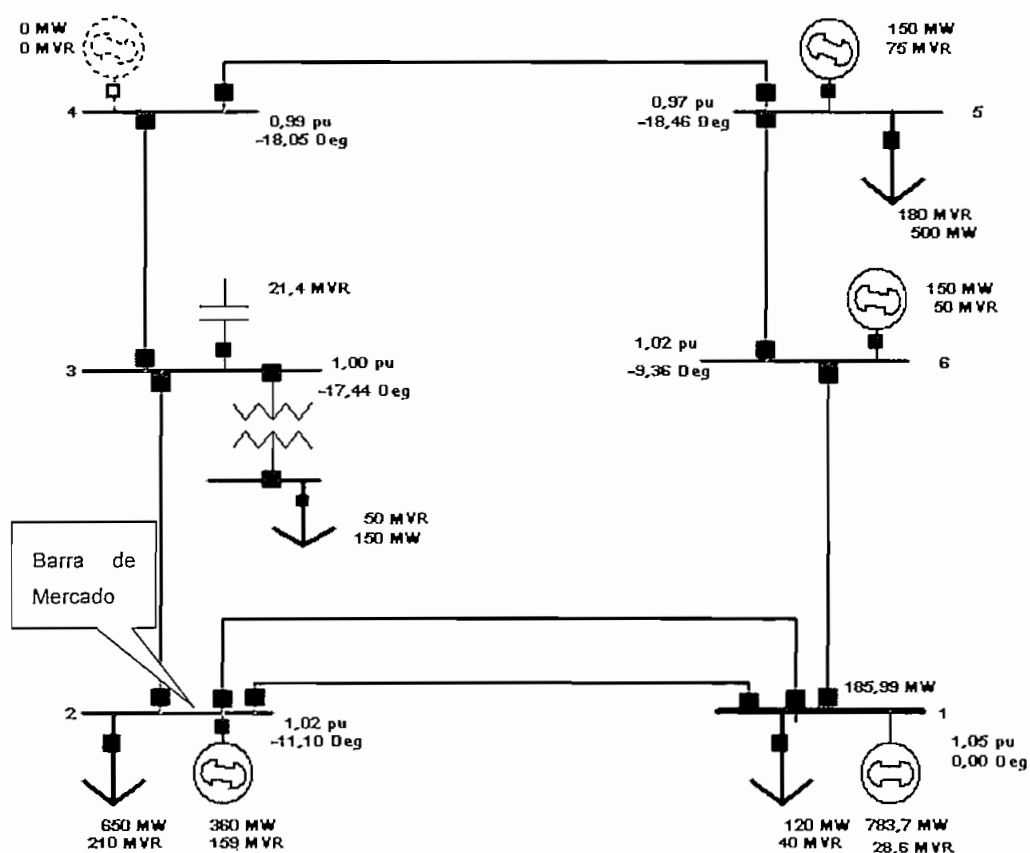 0 MW
0 MVR
4
0,99 pu
-18,05 Deg
150 MW
75 MVR
0,97 pu
-18,46 Deg
5
180 MVR
500 MW
21,4 MVR
3
1,00 pu
-17,44 Deg
50 MVR
150 MW
150 MW
50 MVR
1,02 pu
-9,36 Deg
6
Barra de
Mercado
2
1,02 pu
-11,10 Deg
650 MW
210 MVR
360 MW
159 MVR
185,99 MW
1
1,05 pu
0,00 Deg
120 MW
40 MVR
783,7 MW
28,6 MVR